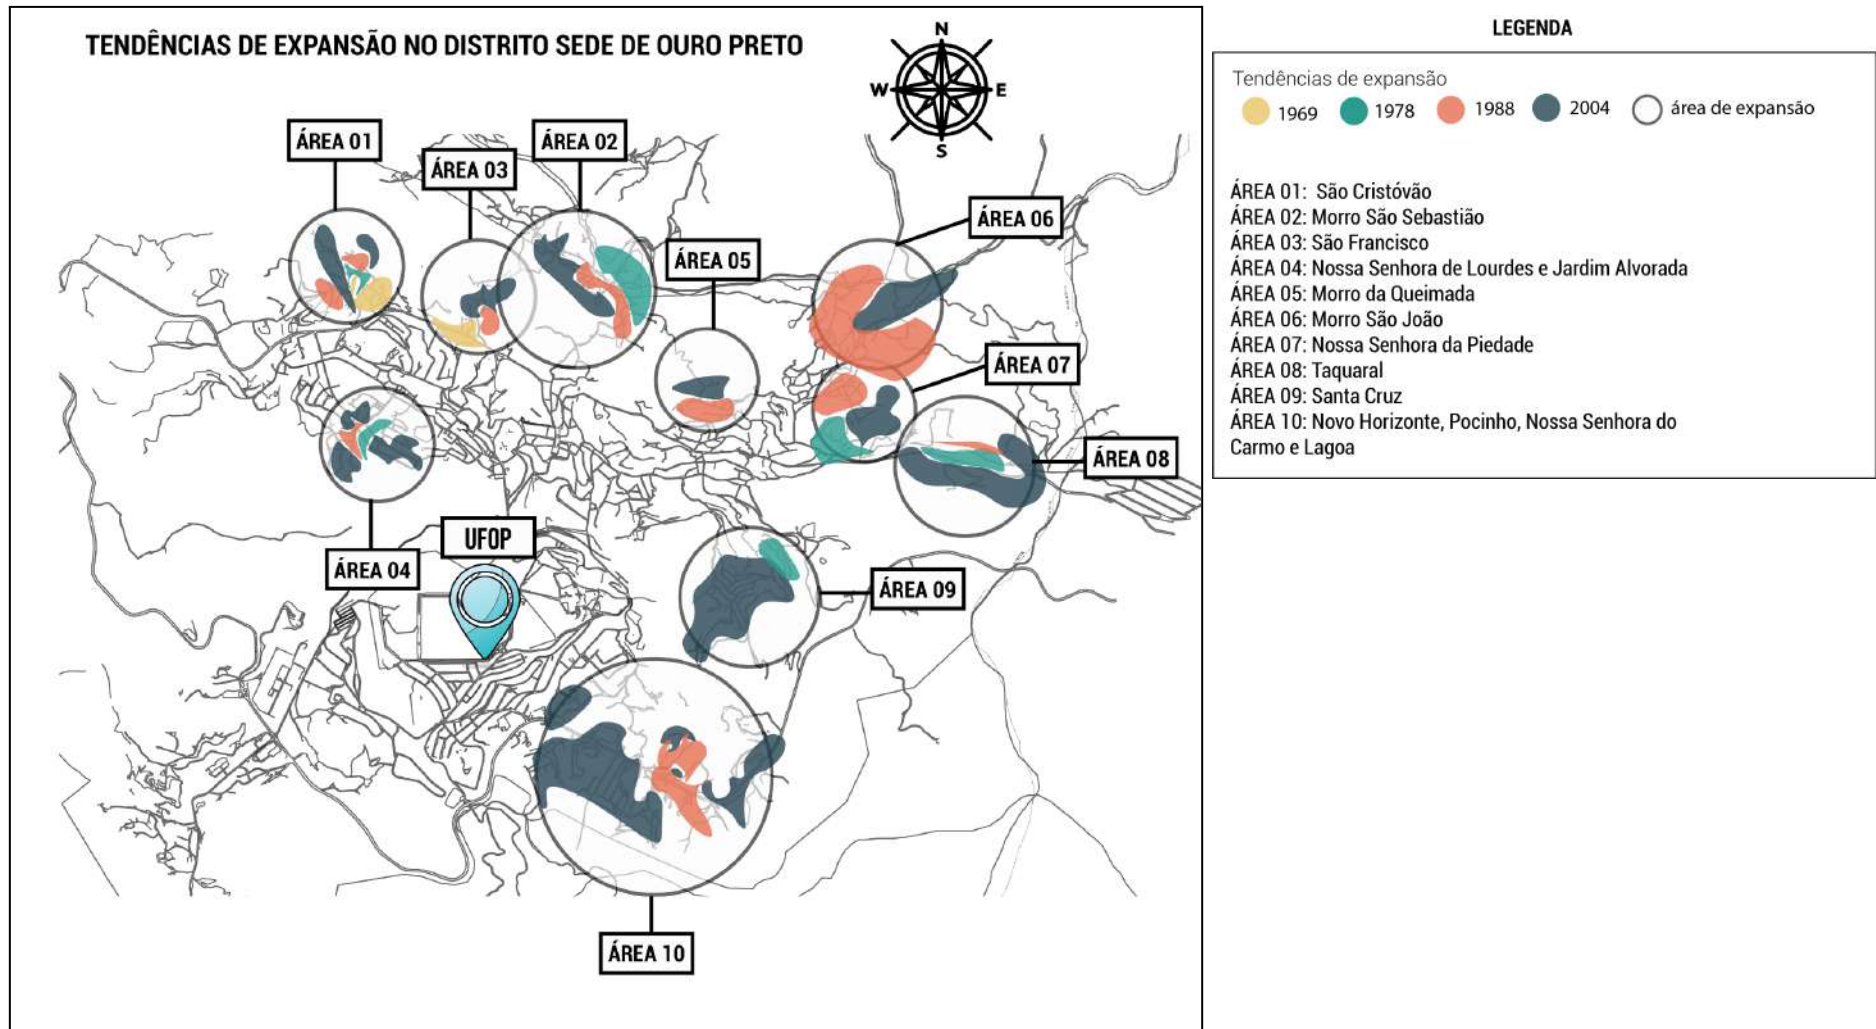 TENDÊNCIAS DE EXPANSÃO NO DISTRITO SEDE DE OURO PRETO
N
W
E
S
ÁREA 01
ÁREA 03
ÁREA 02
ÁREA 05
ÁREA 06
ÁREA 07
ÁREA 08
UFOP
ÁREA 04
ÁREA 09
ÁREA 10
LEGENDA
Tendências de expansão
1969 1978 1988 2004 área de expansão
ÁREA 01: São Cristóvão
ÁREA 02: Morro São Sebastião
ÁREA 03: São Francisco
ÁREA 04: Nossa Senhora de Lourdes e Jardim Alvorada
ÁREA 05: Morro da Queimada
ÁREA 06: Morro São João
ÁREA 07: Nossa Senhora da Piedade
ÁREA 08: Taquaral
ÁREA 09: Santa Cruz
ÁREA 10: Novo Horizonte, Pocinho, Nossa Senhora do
Carmo e Lagoa